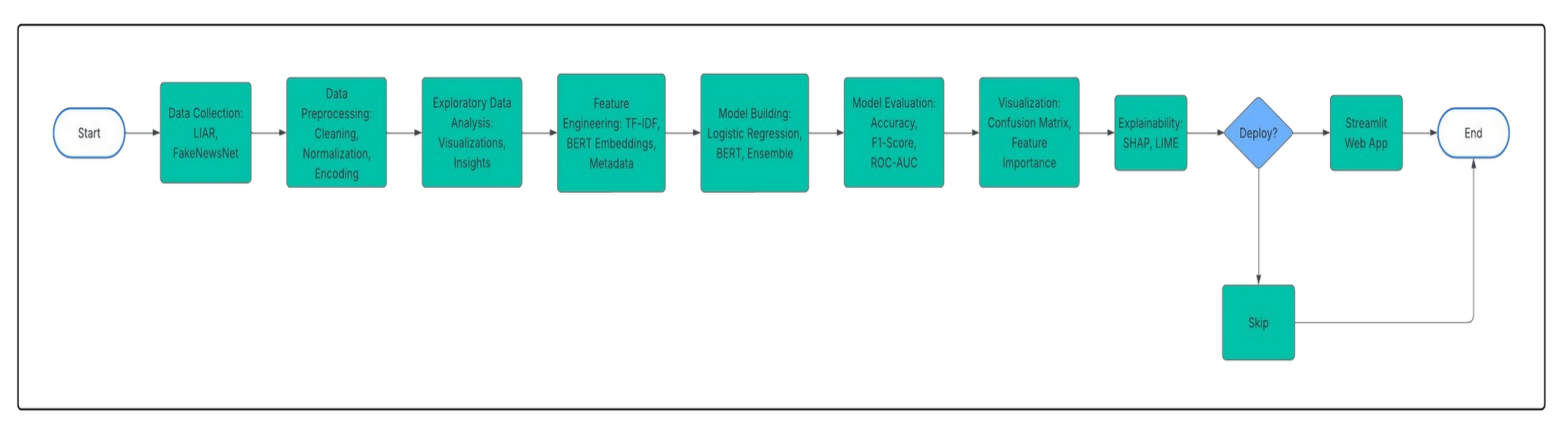 Start
Data Collection:
LIAR,
FakeNewsNet
Data
Preprocessing:
Cleaning,
Normalization,
Encoding
Exploratory Data
Analysis:
Visualizations,
Insights
Feature
Engineering: TF-IDF,
BERT Embeddings,
Metadata
Model Building:
Logistic Regression,
BERT, Ensemble
Model Evaluation:
Accuracy,
F1-Score,
ROC-AUC
Visualization:
Confusion Matrix,
Feature
Importance
Explainability:
SHAP, LIME
Deploy?
Streamlit
Web App
End
Skip